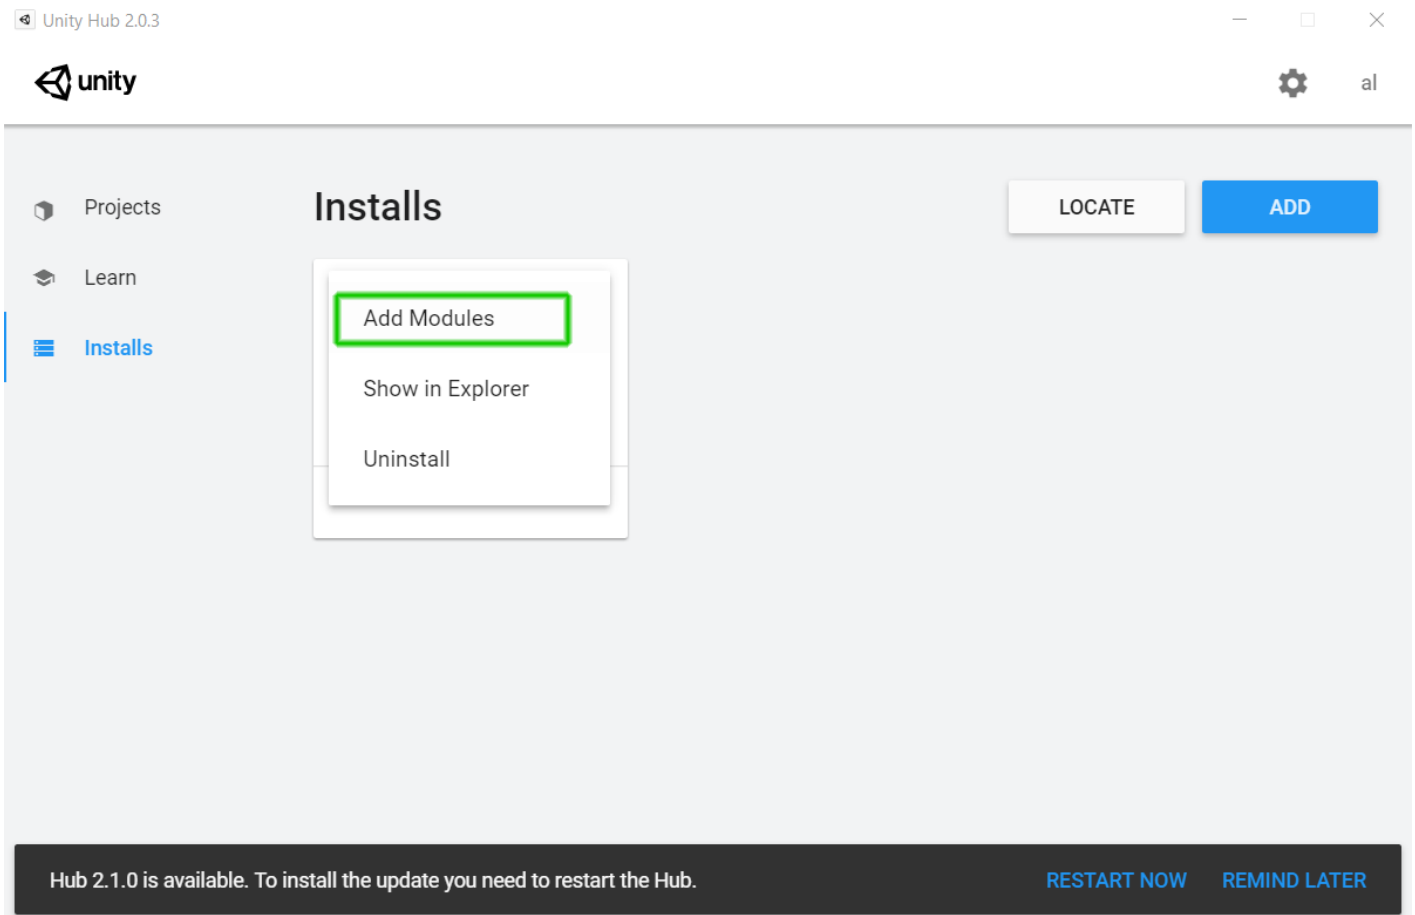 Unity Hub 2.0.3
unity
al
Projects
Learn
Installs
Installs
LOCATE
ADD
Add Modules
Show in Explorer
Uninstall
Hub 2.1.0 is available. To install the update you need to restart the Hub.
RESTART NOW
REMIND LATER